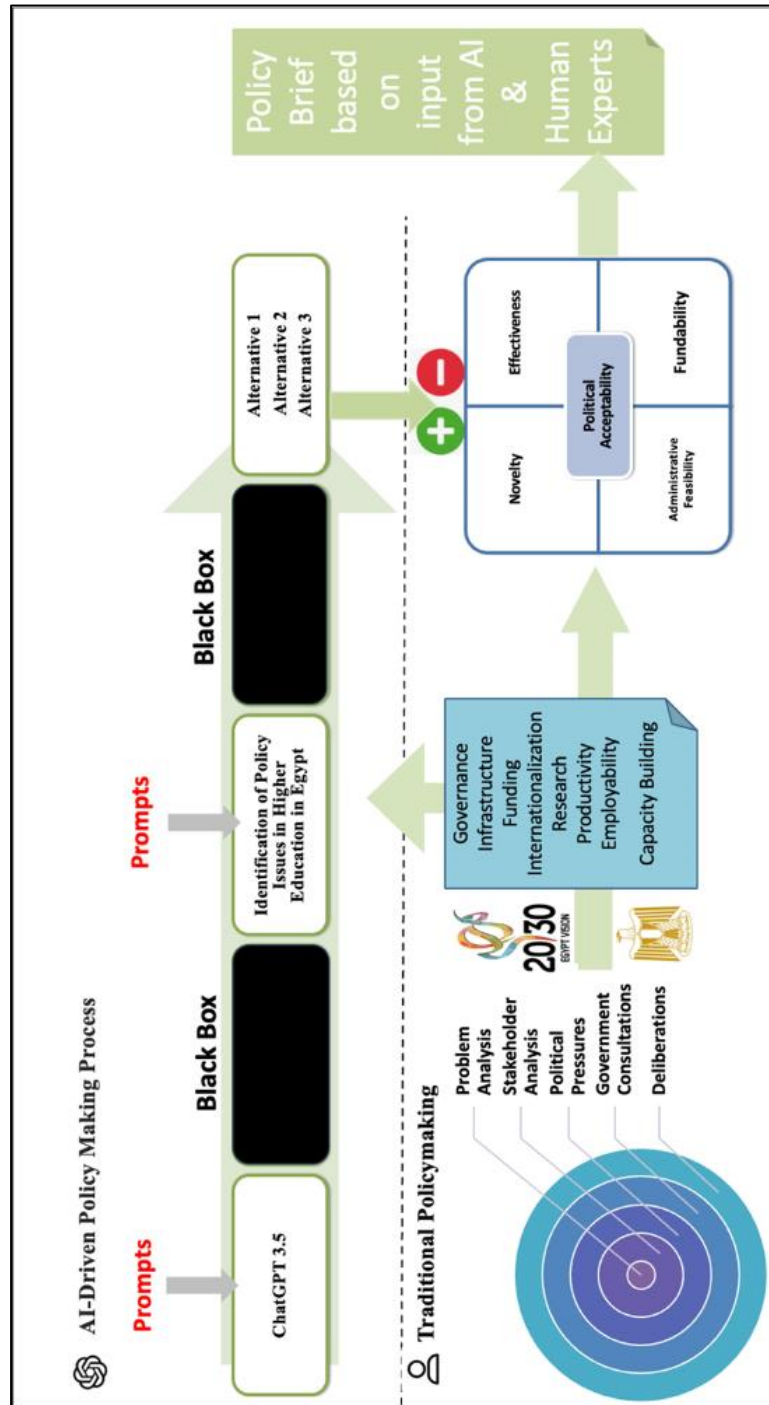 AI-Driven Policy Making Process
Prompts
Prompts
Black Box
Black Box
ChatGPT 3.5
Identification of Policy
Issues in Higher
Education in Egypt
Alternative 1
Alternative 2
Alternative 3
Policy
Brief
based
on
input
from AI
&
Human
Experts
Traditional Policymaking
Problem
Analysis
Stakeholder
Analysis
Political
Pressures
Government
Consultations
Deliberations
20/30
EGYPT VISION
Governance
Infrastructure
Funding
Internationalization
Research
Productivity
Employability
Capacity Building
+
−
Novelty
Effectiveness
Political
Acceptability
Administrative
Feasibility
Fundability